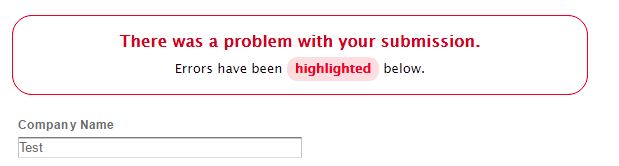 There was a problem with your submission.
Errors have been highlighted below.
Company Name
Test